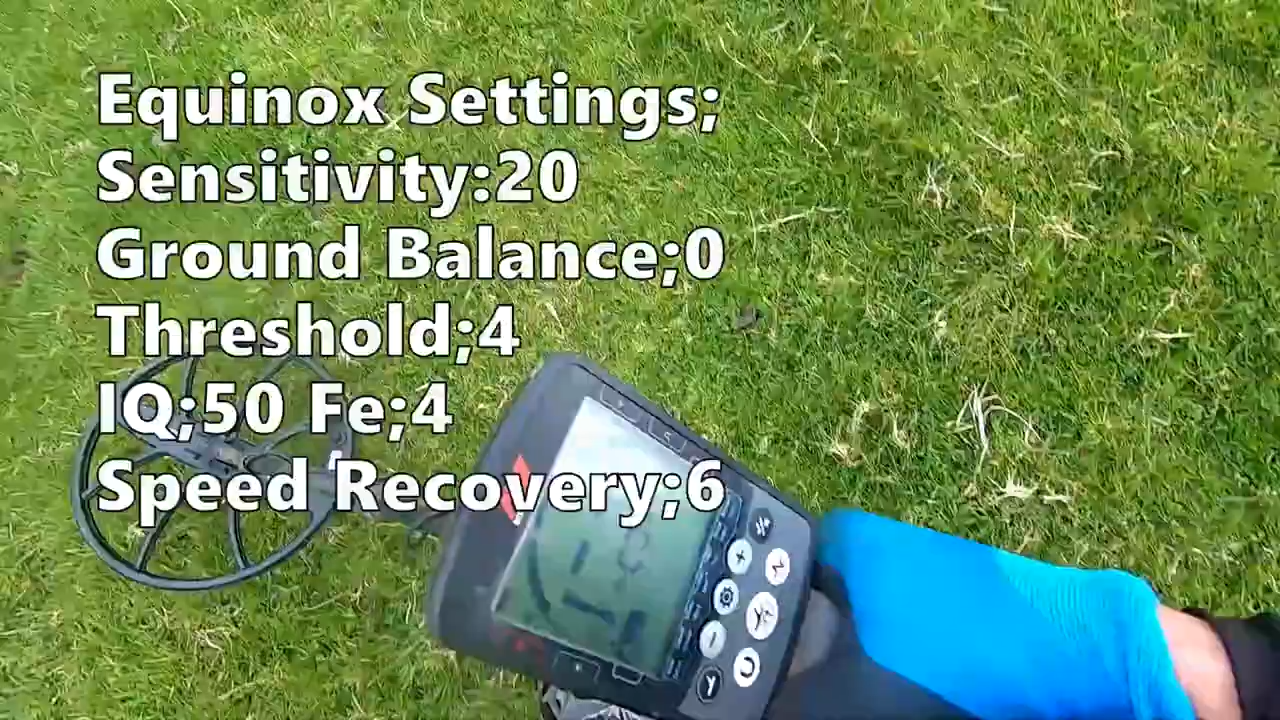 Equinox Settings;
Sensitivity:20
Ground Balance;0
Threshold;4
IQ;50 Fe;4
Speed Recovery;6